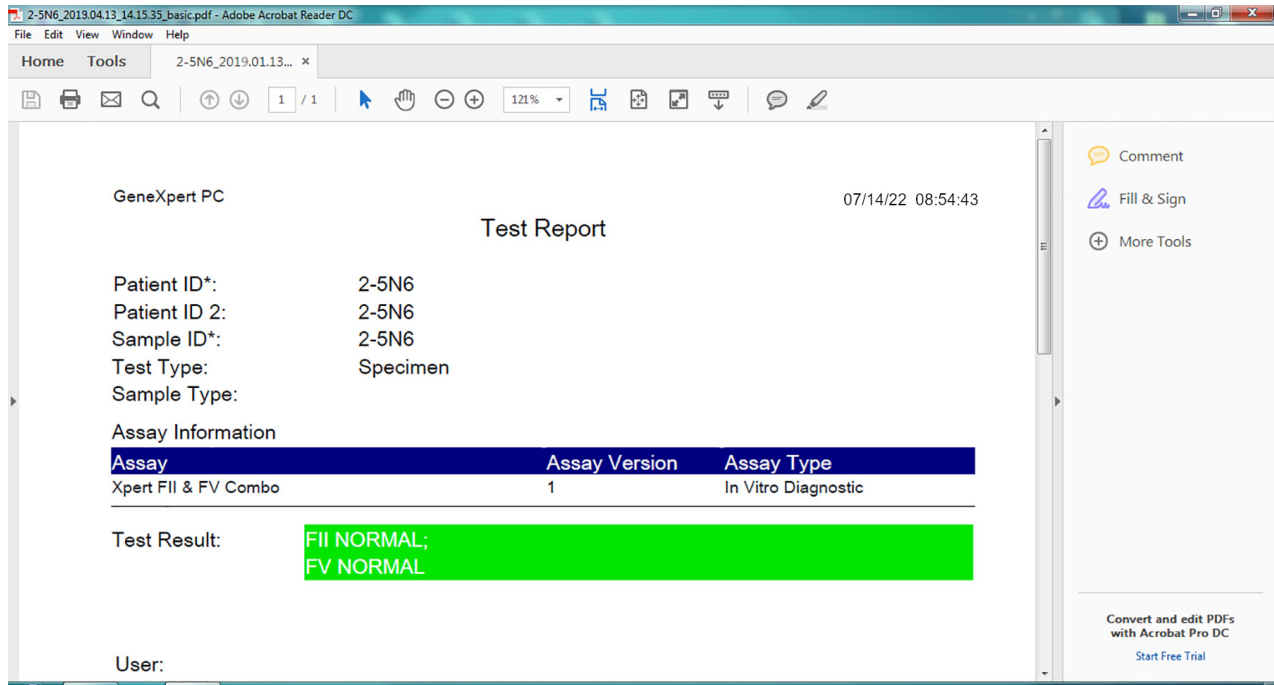 2-5N6_2019.04.13_14.15.35_basic.pdf - Adobe Acrobat Reader DC
File Edit View Window Help
Home Tools 2-5N6_2019.01.13... ×
1 / 1 121%
Comment
Fill & Sign
More Tools
GeneXpert PC 07/14/22 08:54:43
Test Report
Patient ID*: 2-5N6
Patient ID 2: 2-5N6
Sample ID*: 2-5N6
Test Type: Specimen
Sample Type:
Assay Information
Assay Assay Version Assay Type
Xpert FII & FV Combo 1 In Vitro Diagnostic
Test Result: FII NORMAL;
FV NORMAL
User:
Convert and edit PDFs
with Acrobat Pro DC
Start Free Trial